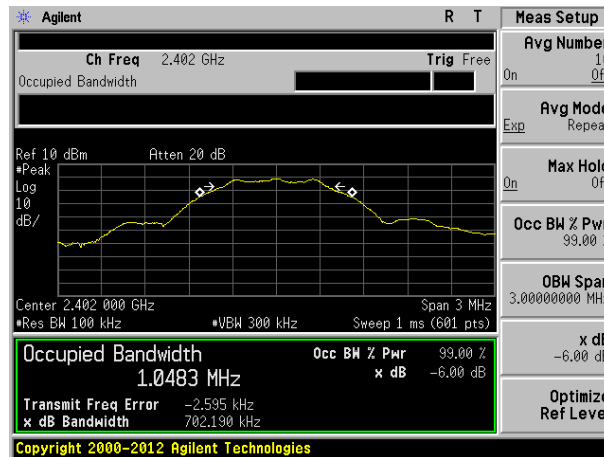 Agilent R T Meas Setup
Ch Freq 2.402 GHz Trig Free
Occupied Bandwidth
Ref 10 dBm Atten 20 dB
#Peak
Log
10
dB/
Center 2.402 000 GHz Span 3 MHz
#Res BW 100 kHz #VBW 300 kHz Sweep 1 ms (601 pts)
Occupied Bandwidth Occ BW % Pwr 99.00 %
1.0483 MHz x dB -6.00 dB
Transmit Freq Error -2.595 kHz
x dB Bandwidth 702.190 kHz
Copyright 2000-2012 Agilent Technologies
Avg Number
On
Avg Mode
Exp Repeat
Max Hold
On
Occ BW % Pwr
99.00
OBW Span
3.00000000 MHz
x dB
-6.00 dB
Optimize
Ref Level